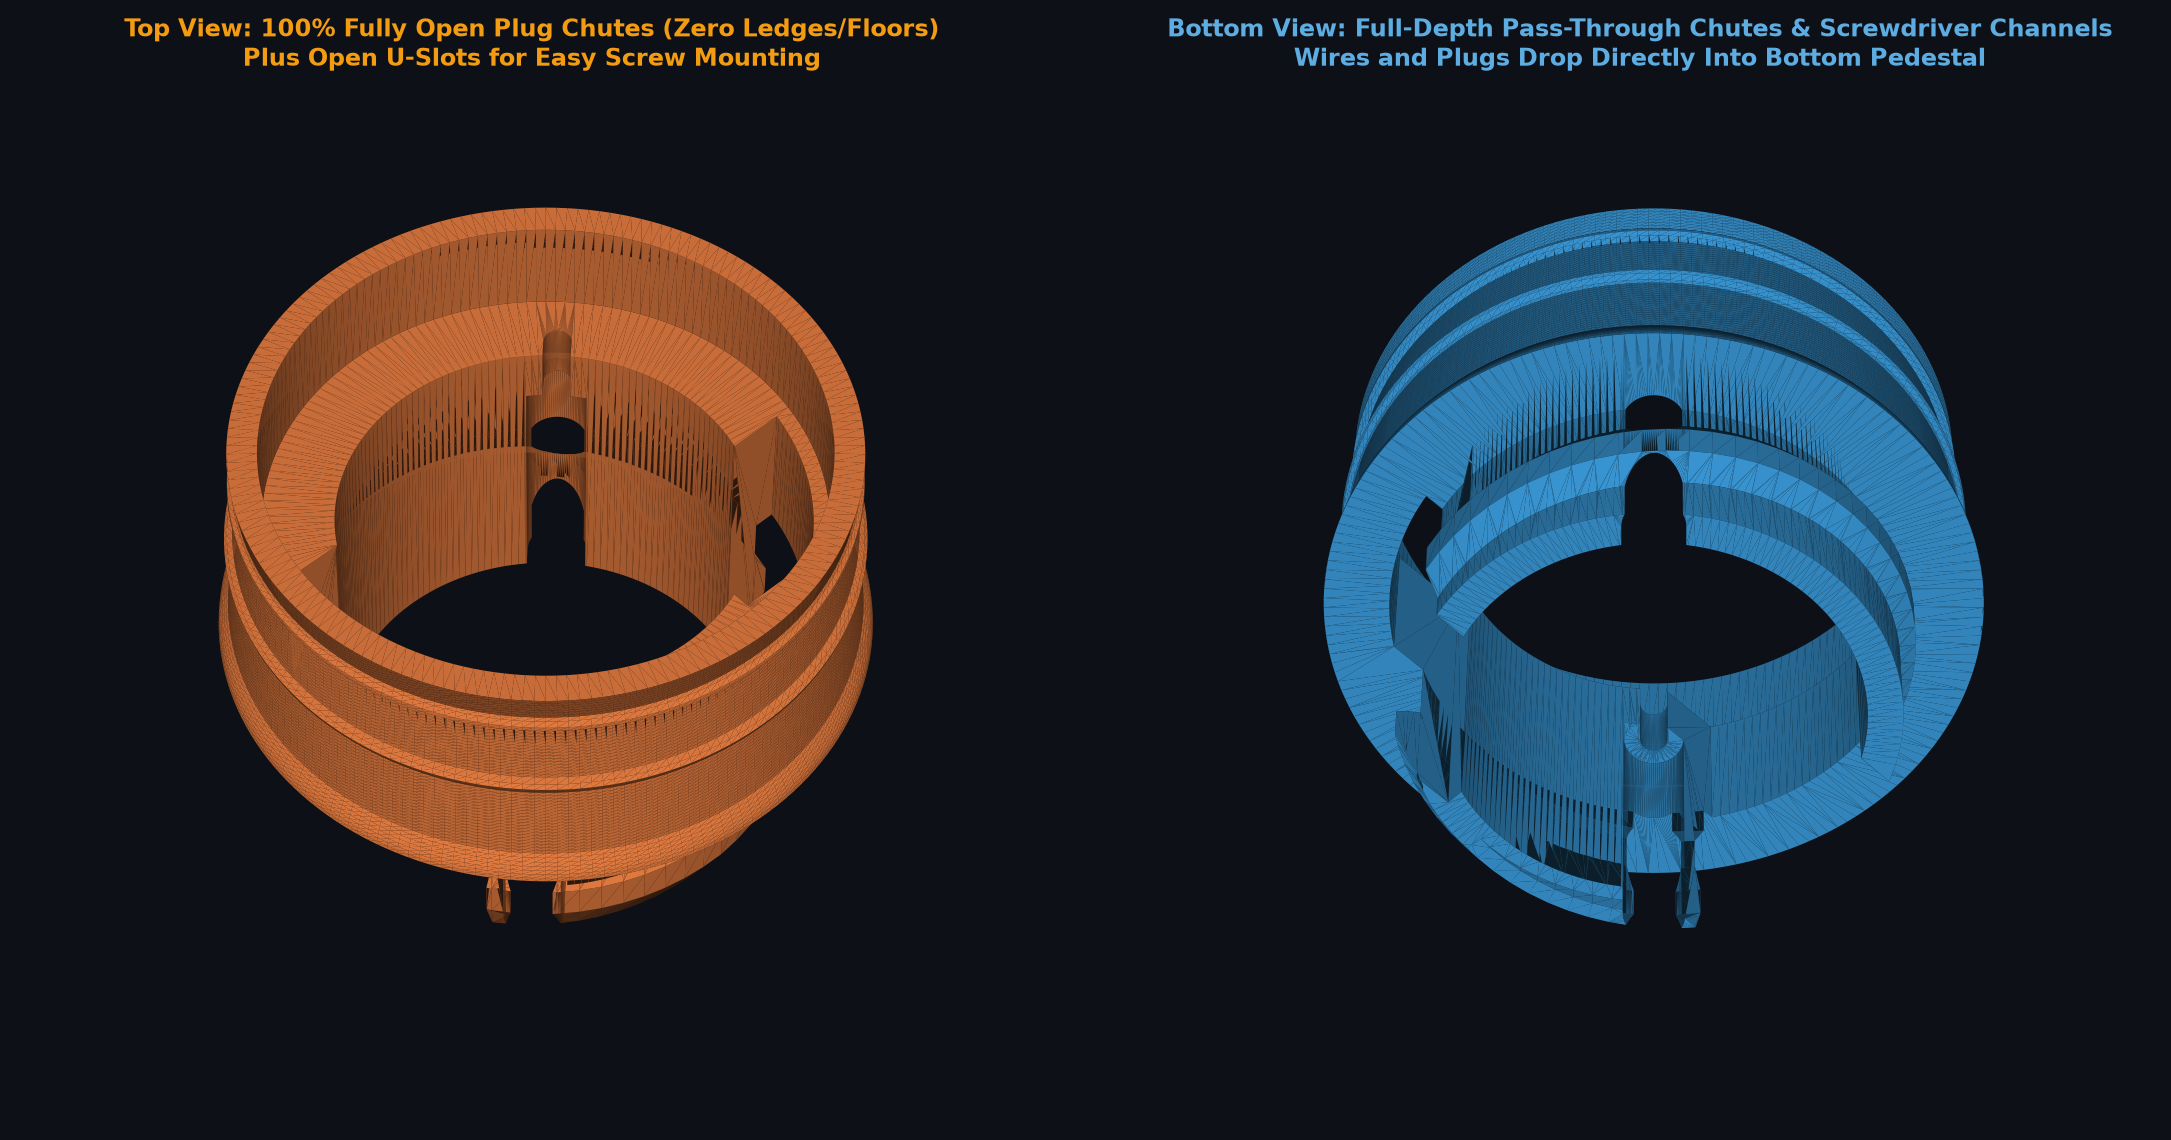 Top View: 100% Fully Open Plug Chutes (Zero Ledges/Floors)
Plus Open U-Slots for Easy Screw Mounting
Bottom View: Full-Depth Pass-Through Chutes & Screwdriver Channels
Wires and Plugs Drop Directly Into Bottom Pedestal